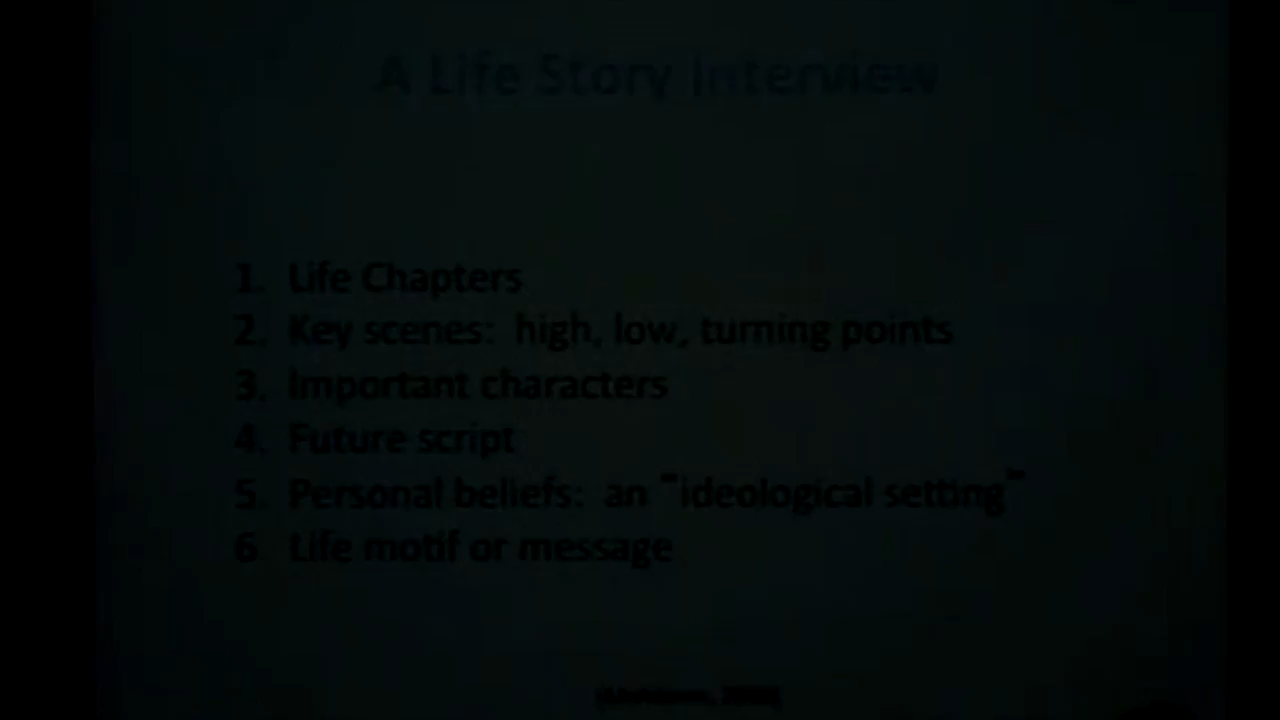 A Life Story Interview
1. Life Chapters
2. Key scenes: high, low, turning points
3. Important characters
4. Future script
5. Personal beliefs: an "ideological setting"
6. Life motif or message